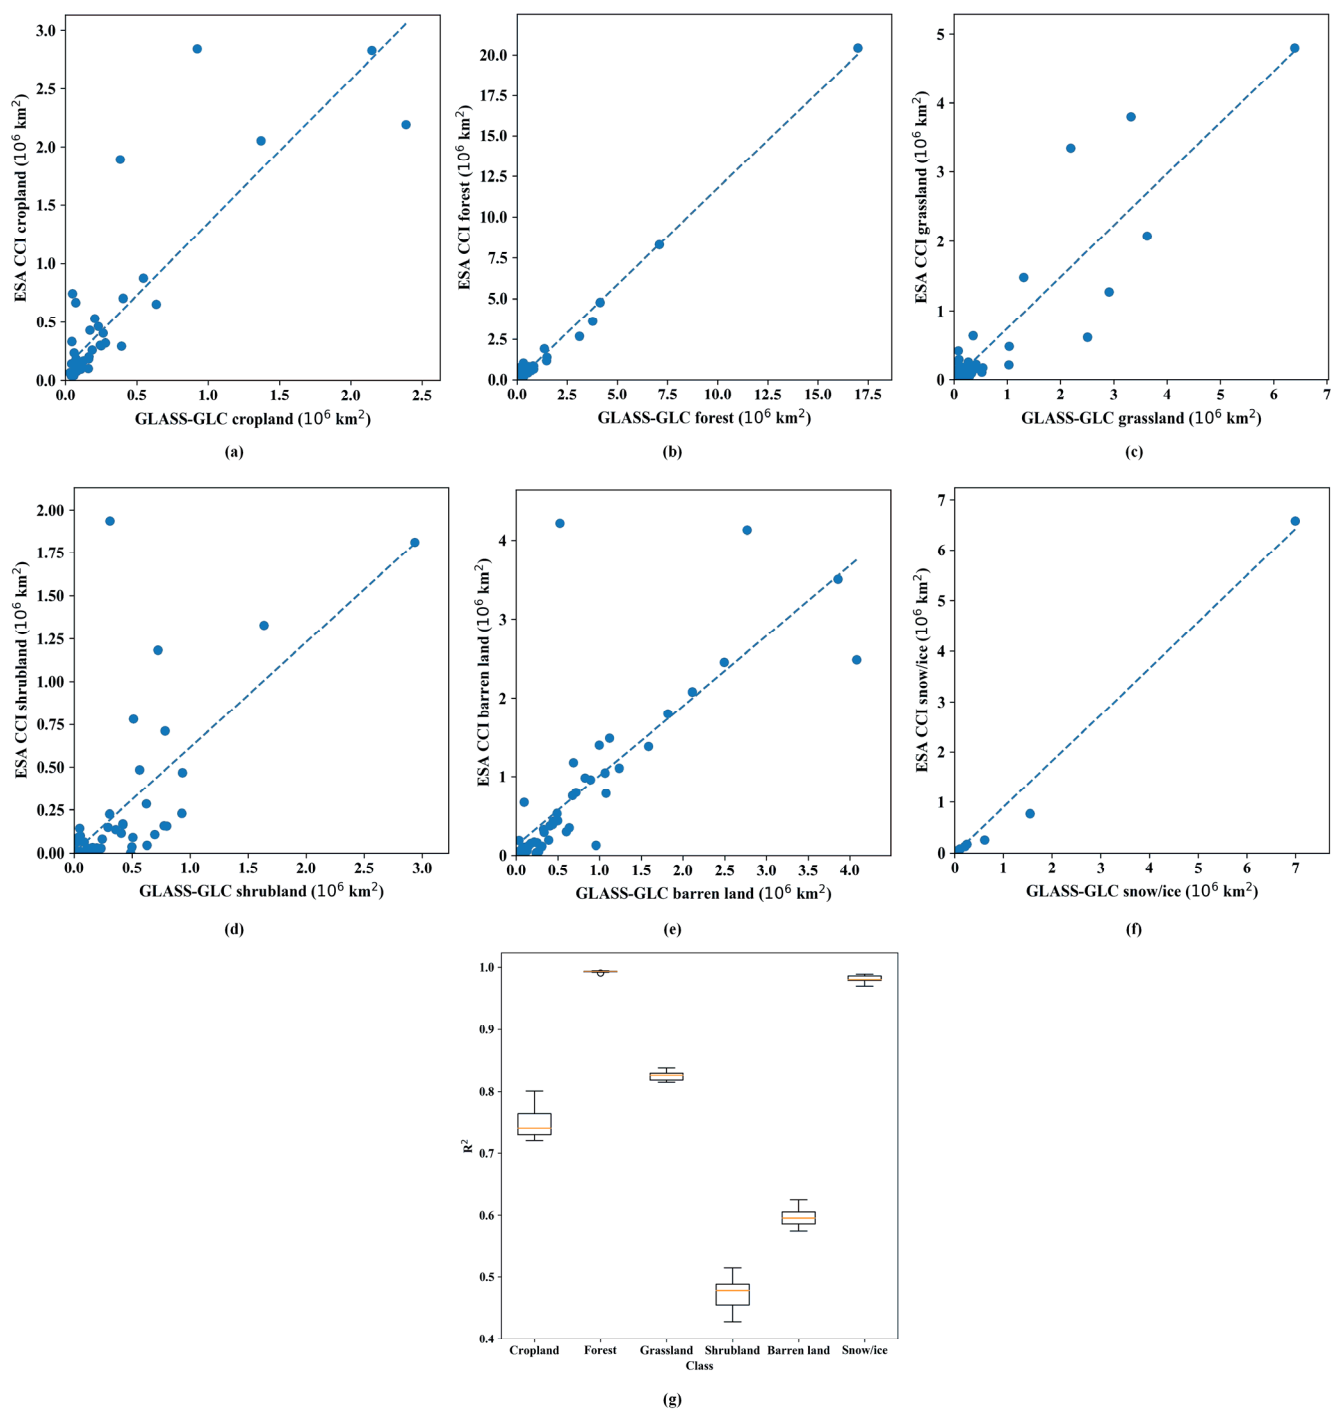 ESA CCI cropland (10⁶ km²)
3.0
2.5
2.0
1.5
1.0
0.5
0.0
0.0 0.5 1.0 1.5 2.0 2.5
GLASS-GLC cropland (10⁶ km²)
(a)
ESA CCI forest (10⁶ km²)
20.0
17.5
15.0
12.5
10.0
7.5
5.0
2.5
0.0
0.0 2.5 5.0 7.5 10.0 12.5 15.0 17.5
GLASS-GLC forest (10⁶ km²)
(b)
ESA CCI grassland (10⁶ km²)
5
4
3
2
1
0
0 1 2 3 4 5 6 7
GLASS-GLC grassland (10⁶ km²)
(c)
ESA CCI shrubland (10⁶ km²)
2.00
1.75
1.50
1.25
1.00
0.75
0.50
0.25
0.00
0.0 0.5 1.0 1.5 2.0 2.5 3.0
GLASS-GLC shrubland (10⁶ km²)
(d)
ESA CCI barren land (10⁶ km²)
4
3
2
1
0
0 0.5 1.0 1.5 2.0 2.5 3.0 3.5 4.0
GLASS-GLC barren land (10⁶ km²)
(e)
ESA CCI snow/ice (10⁶ km²)
7
6
5
4
3
2
1
0
0 1 2 3 4 5 6 7
GLASS-GLC snow/ice (10⁶ km²)
(f)
R²
1.0
0.9
0.8
0.7
0.6
0.5
0.4
Cropland Forest Grassland Shrubland Barren land Snow/ice
Class
(g)